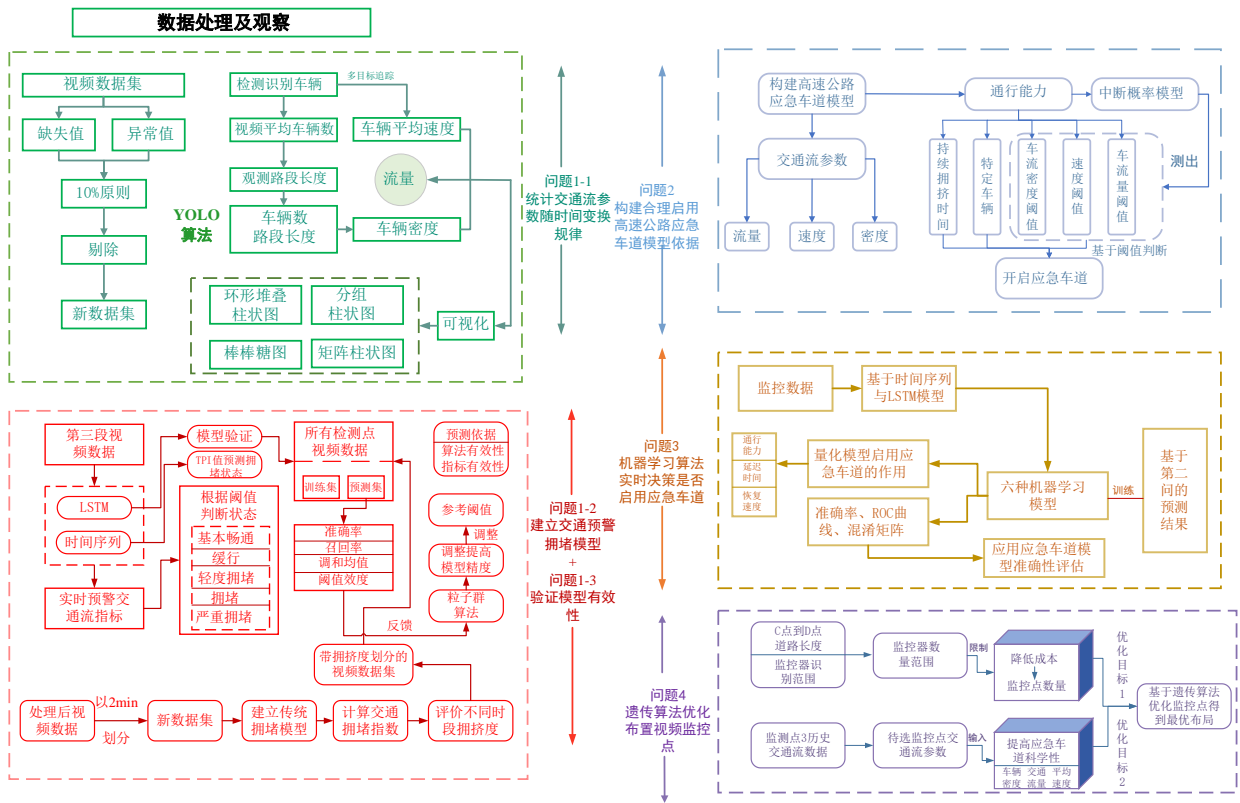 数据处理及观察
视频数据集
缺失值
异常值
10%原则
剔除
新数据集
YOLO
算法
检测识别车辆
多目标追踪
视频平均车辆数
车辆平均速度
观测路段长度
流量
车辆数
路段长度
车辆密度
环形堆叠
柱状图
分组
柱状图
棒棒糖图
矩阵柱状图
可视化
问题1-1
统计交通流参
数随时间变换
规律
问题2
构建合理启用
高速公路应急
车道模型依据
构建高速公路
应急车道模型
通行能力
中断概率模型
交通流参数
流量
速度
密度
持续拥挤时间
特定车辆
车流密度阈值
速度阈值
车流量阈值
测出
基于阈值判断
开启应急车道
第三段视
频数据
LSTM
时间序列
实时预警交
通流指标
模型验证
TPI值预测拥
堵状态
根据阈值
判断状态
基本畅通
缓行
轻度拥堵
拥堵
严重拥堵
所有检测点
视频数据
训练集
预测集
准确率
召回率
调和均值
阈值效度
预测依据
算法有效性
指标有效性
参考阈值
调整
调整提高
模型精度
粒子群
算法
反馈
带拥挤度划分的
视频数据集
处理后视
频数据
以2min
划分
新数据集
建立传统
拥堵模型
计算交通
拥堵指数
评价不同时
段拥挤度
问题1-2
建立交通预警
拥堵模型
+
问题1-3
验证模型有效
性
问题3
机器学习算法
实时决策是否
启用应急车道
监控数据
基于时间序列
与LSTM模型
通行
能力
延迟
时间
恢复
速度
量化模型启用应
急车道的作用
准确率、ROC曲
线、混淆矩阵
六种机器学习
模型
训练
基于第二问的预测结果
应用应急车道模
型准确性评估
问题4
遗传算法优化
布置视频监控
点
C点到D点
道路长度
监控器识
别范围
监控器数
量范围
限制
降低成本
监控点数量
优化目标1
监测点3历史
交通流数据
待选监控点交
通流参数
输入
提高应急车
道科学性
车辆 交通 平均
密度 流量 速度
优化目标2
基于遗传算法
优化监控点得
到最优布局